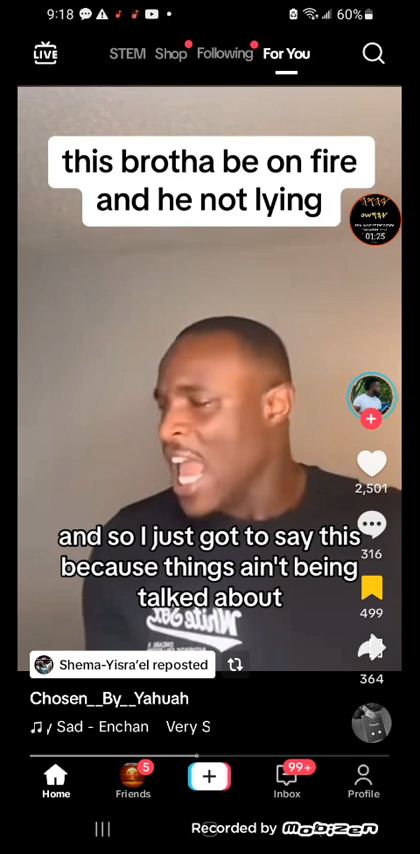 9:18
60%
LIVE
STEM Shop Following For You
this brotha be on fire
and he not lying
01:25
2,501
and so I just got to say this
because things ain't being
talked about
316
499
White Sox
364
Shema-Yisra'el reposted
Chosen__By__Yahuah
Sad - Enchan Very S
5
99+
Home Friends Inbox Profile
Recorded by Mobizen